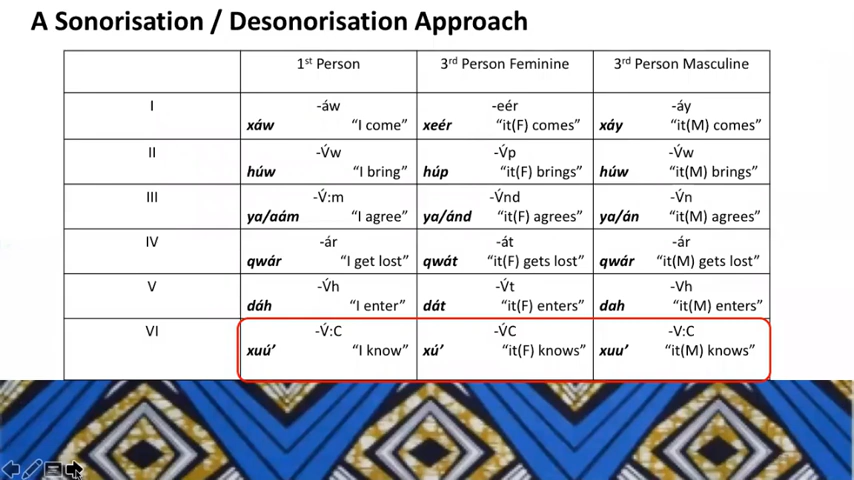 A Sonorisation / Desonorisation Approach
1st Person 3rd Person Feminine 3rd Person Masculine
I -áw -eér -áy
xáw "I come" xeér "it(F) comes" xáy "it(M) comes"
II -V́w -V́p -V́w
húw "I bring" húp "it(F) brings" húw "it(M) brings"
III -V́:m -V́nd -V́n
ya/aám "I agree" ya/ánd "it(F) agrees" ya/án "it(M) agrees"
IV -ár -át -ár
qwár "I get lost" qwát "it(F) gets lost" qwár "it(M) gets lost"
V -V́h -V́t -Vh
dáh "I enter" dát "it(F) enters" dah "it(M) enters"
VI -V́:C -V́C -V:C
xuú’ "I know" xú’ "it(F) knows" xuu’ "it(M) knows"